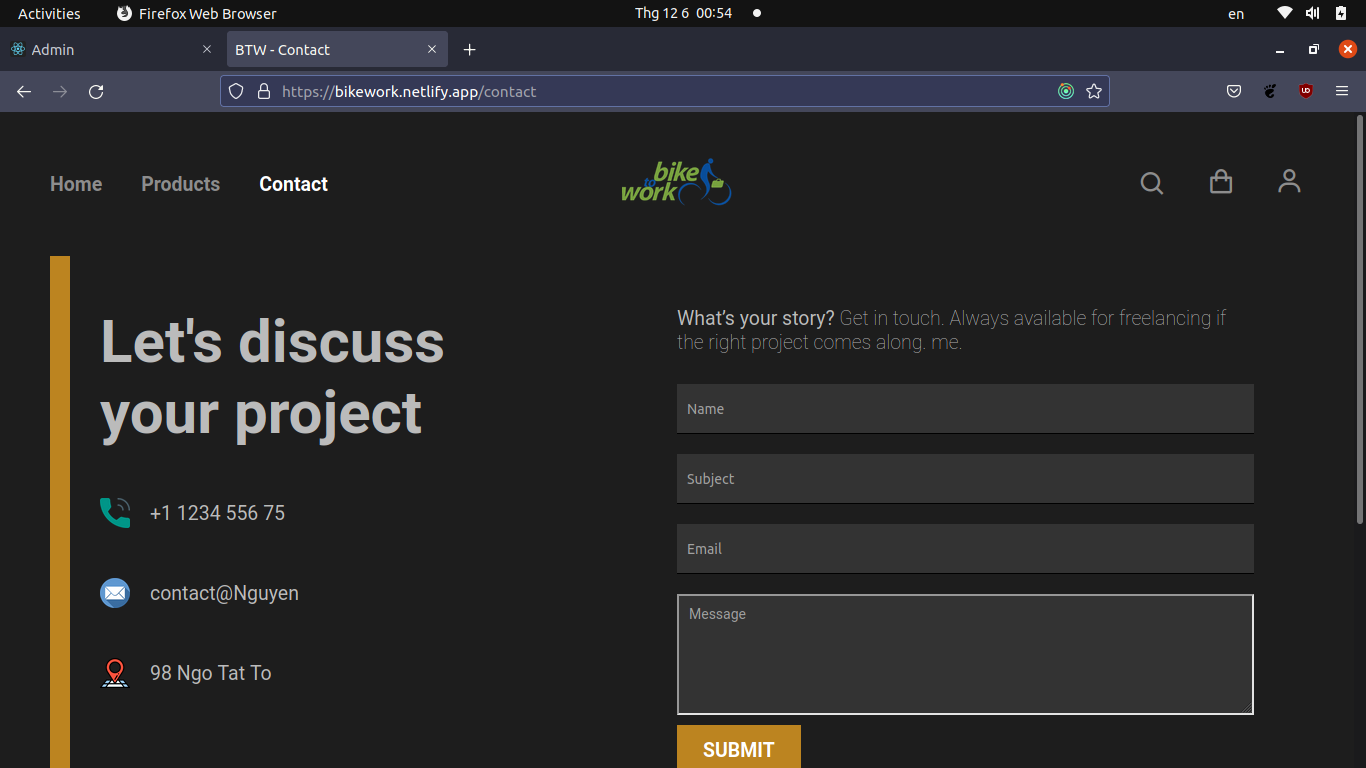 Activities Firefox Web Browser Thg 12 6 00:54 en
Admin BTW - Contact
https://bikework.netlify.app/contact
Home Products Contact bike to work
Let's discuss
your project
+1 1234 556 75
contact@Nguyen
98 Ngo Tat To
What's your story? Get in touch. Always available for freelancing if
the right project comes along. me.
Name
Subject
Email
Message
SUBMIT